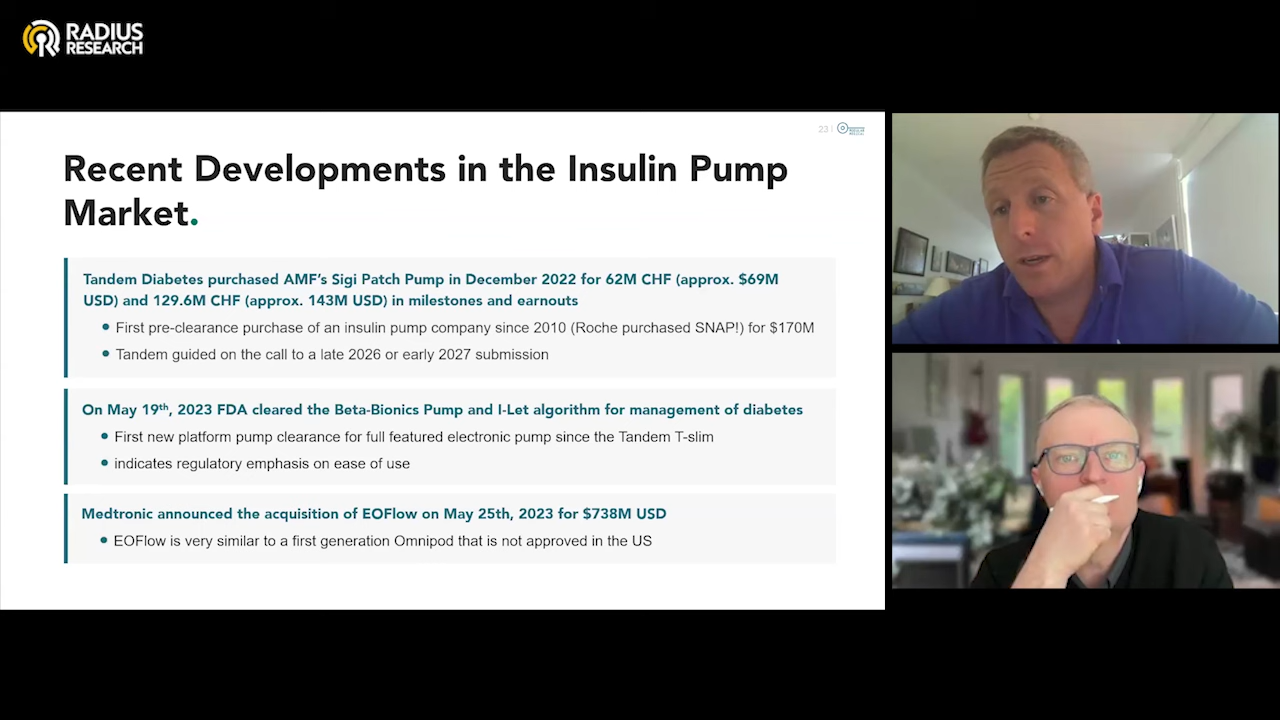 RADIUS
RESEARCH
23
Recent Developments in the Insulin Pump
Market.
Tandem Diabetes purchased AMF's Sigi Patch Pump in December 2022 for 62M CHF (approx. $69M
USD) and 129.6M CHF (approx. 143M USD) in milestones and earnouts
First pre-clearance purchase of an insulin pump company since 2010 (Roche purchased SNAP!) for $170M
Tandem guided on the call to a late 2026 or early 2027 submission
On May 19th, 2023 FDA cleared the Beta-Bionics Pump and I-Let algorithm for management of diabetes
First new platform pump clearance for full featured electronic pump since the Tandem T-slim
indicates regulatory emphasis on ease of use
Medtronic announced the acquisition of EOFlow on May 25th, 2023 for $738M USD
EOFlow is very similar to a first generation Omnipod that is not approved in the US